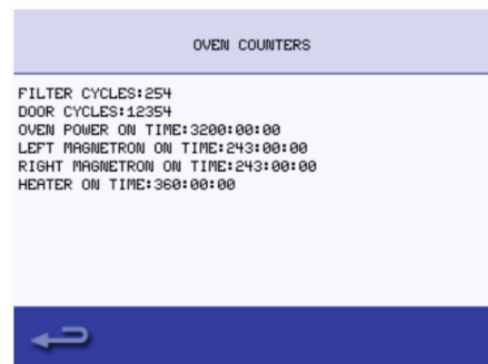 OVEN COUNTERS
FILTER CYCLES:254
DOOR CYCLES:12354
OVEN POWER ON TIME:3200:00:00
LEFT MAGNETRON ON TIME:243:00:00
RIGHT MAGNETRON ON TIME:243:00:00
HEATER ON TIME:360:00:00